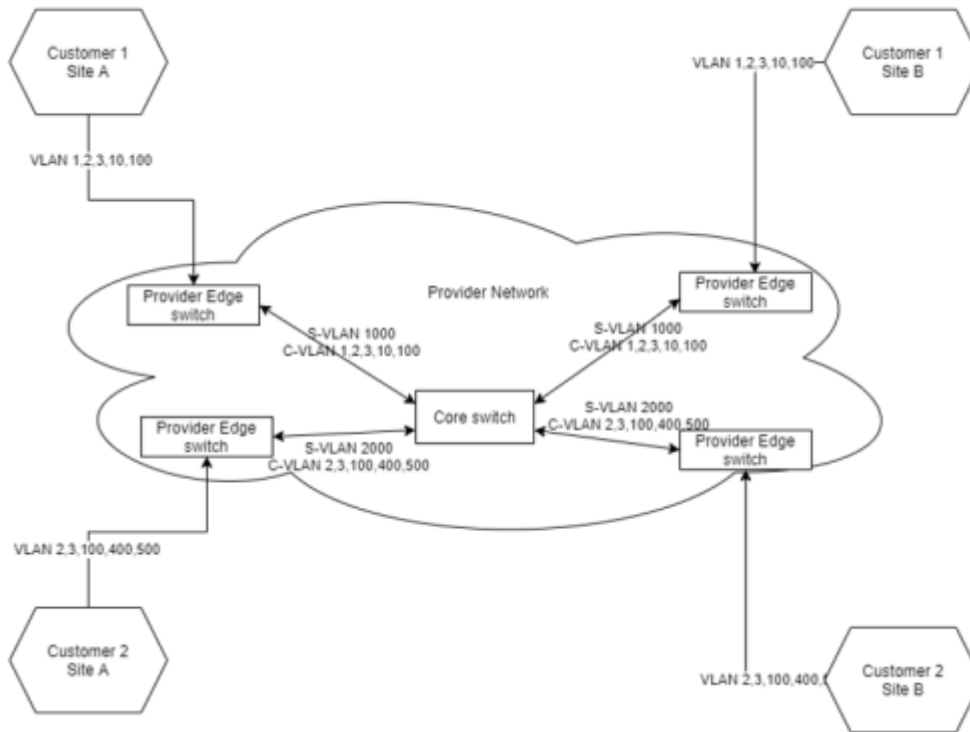 Customer 1
Site A
Customer 1
Site B
VLAN 1,2,3,10,100
VLAN 1,2,3,10,100
Provider Network
Provider Edge
switch
Provider Edge
switch
S-VLAN 1000
C-VLAN 1,2,3,10,100
S-VLAN 1000
C-VLAN 1,2,3,10,100
Core switch
Provider Edge
switch
S-VLAN 2000
C-VLAN 2,3,100,400,500
S-VLAN 2000
C-VLAN 2,3,100,400,500
Provider Edge
switch
VLAN 2,3,100,400,500
Customer 2
Site A
VLAN 2,3,100,400,
Customer 2
Site B